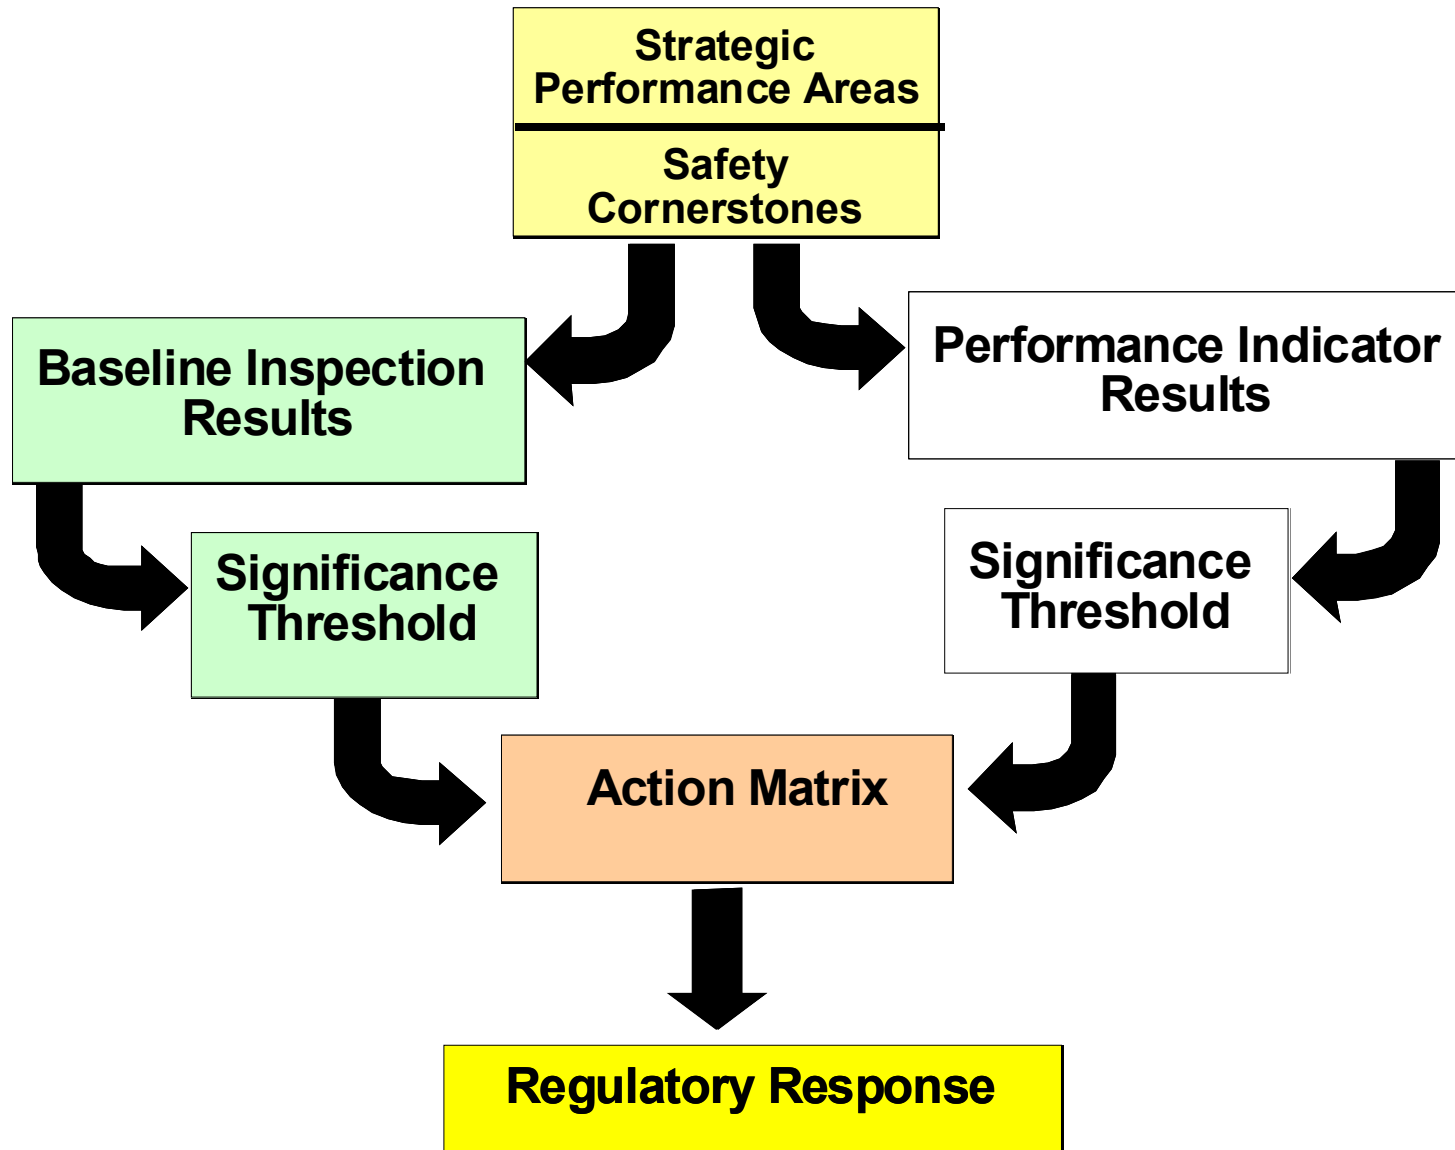 Strategic
Performance Areas
Safety
Cornerstones
Baseline Inspection
Results
Performance Indicator
Results
Significance
Threshold
Significance
Threshold
Action Matrix
Regulatory Response